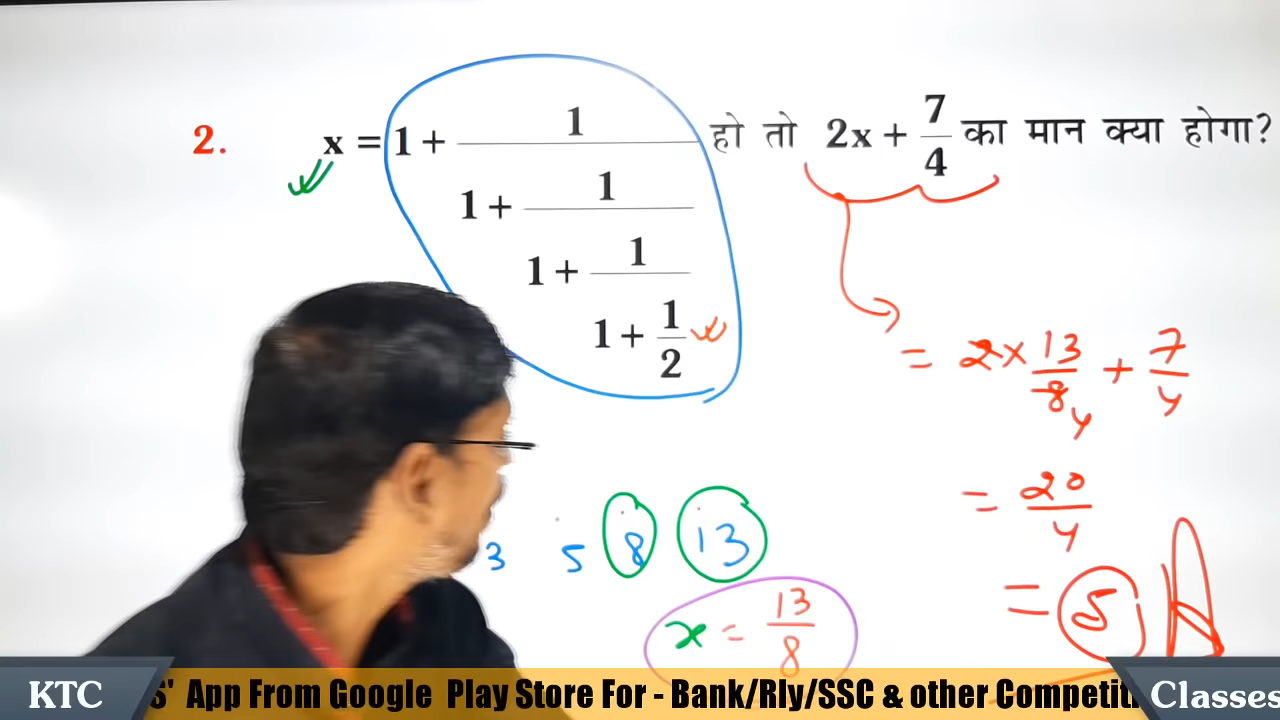 2. x = 1 + 1/(1 + 1/(1 + 1/(1 + 1/2))) हो तो 2x + 7/4 का मान क्या होगा?
= 2 × 13/8 4 + 7/4
= 20/4
= 5 A
3 5 8 13
x = 13/8
KTC S' App From Google Play Store For - Bank/Rly/SSC & other Competiti Classes